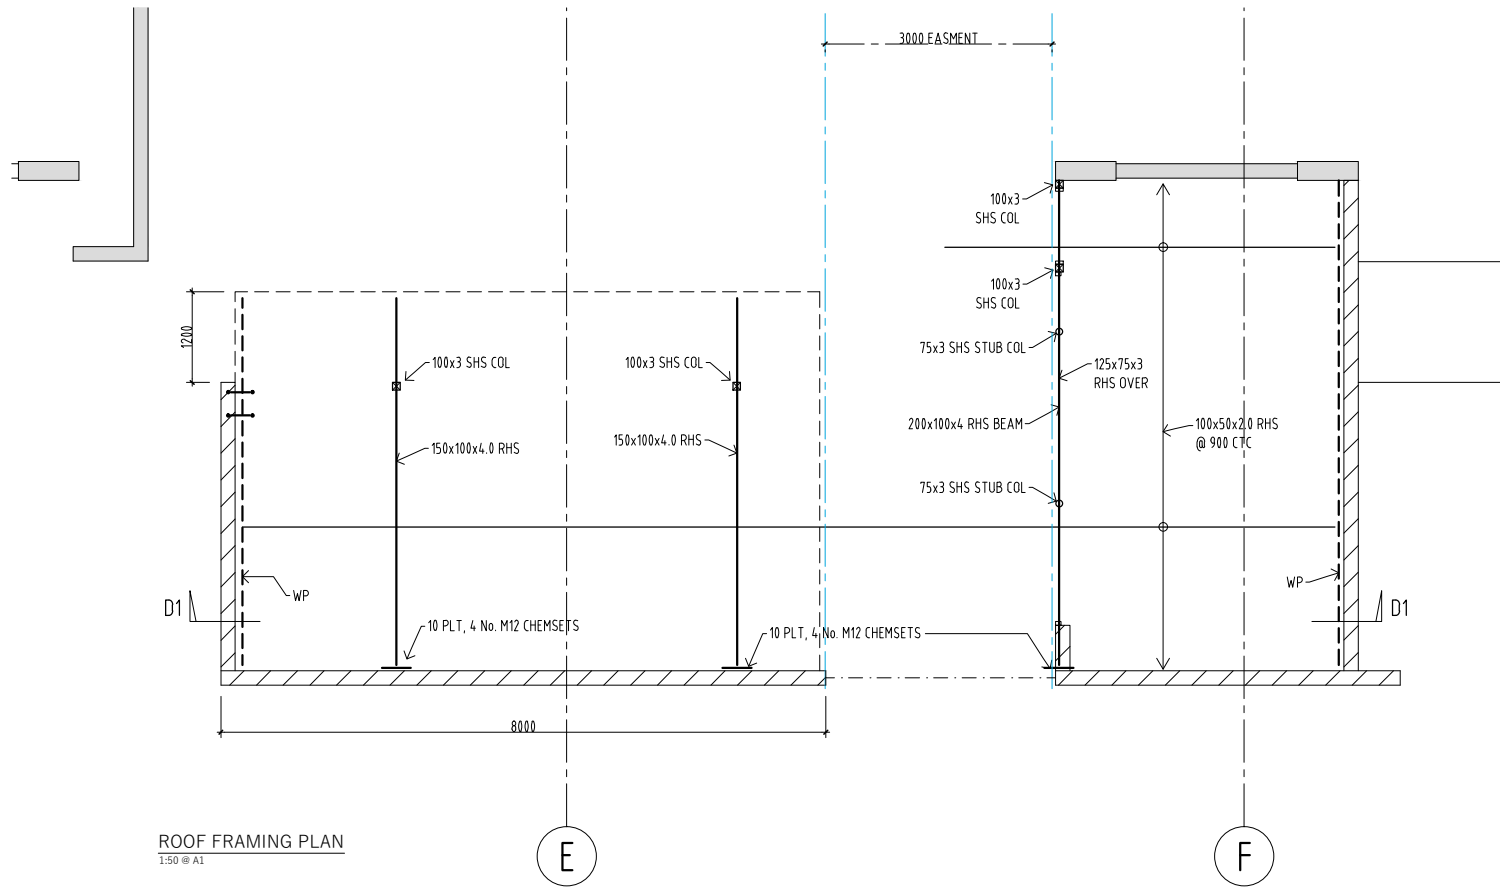 3000 EASMENT
100x3
SHS COL
100x3
SHS COL
1200
75x3 SHS STUB COL
100x3 SHS COL
100x3 SHS COL
125x75x3
RHS OVER
200x100x4 RHS BEAM
100x50x2.0 RHS
@ 900 CTC
150x100x4.0 RHS
150x100x4.0 RHS
75x3 SHS STUB COL
WP
WP
D1
D1
10 PLT, 4 No. M12 CHEMSETS
10 PLT, 4 No. M12 CHEMSETS
8000
ROOF FRAMING PLAN
1:50 @ A1
E
F